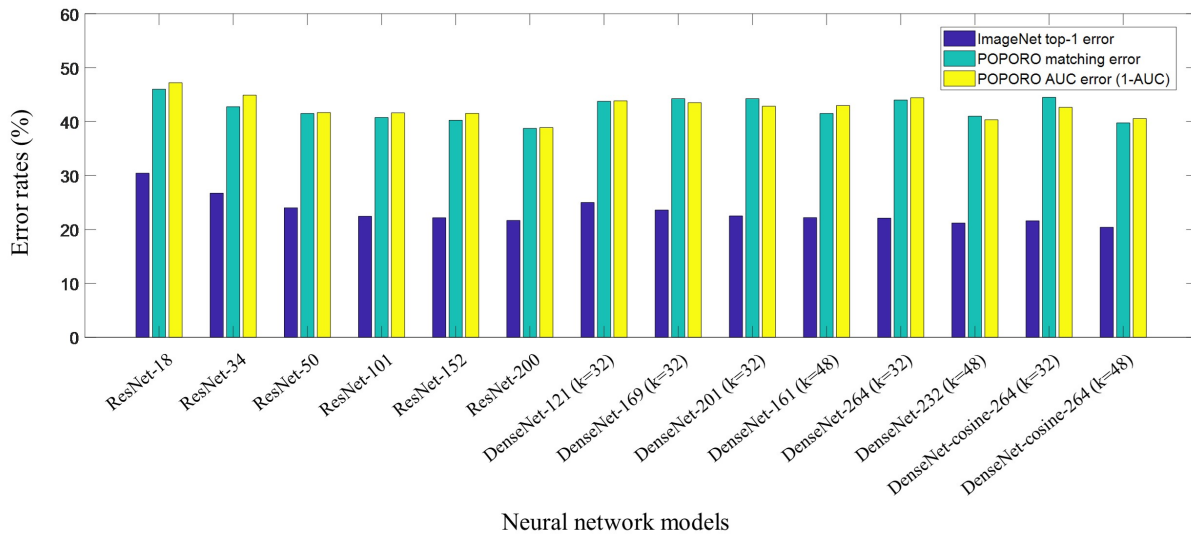 60
50
40
30
20
10
0
Error rates (%)
ImageNet top-1 error
POPORO matching error
POPORO AUC error (1-AUC)
ResNet-18
ResNet-34
ResNet-50
ResNet-101
ResNet-152
ResNet-200
DenseNet-121 (k=32)
DenseNet-169 (k=32)
DenseNet-201 (k=32)
DenseNet-161 (k=48)
DenseNet-264 (k=32)
DenseNet-232 (k=48)
DenseNet-cosine-264 (k=32)
DenseNet-cosine-264 (k=48)
Neural network models